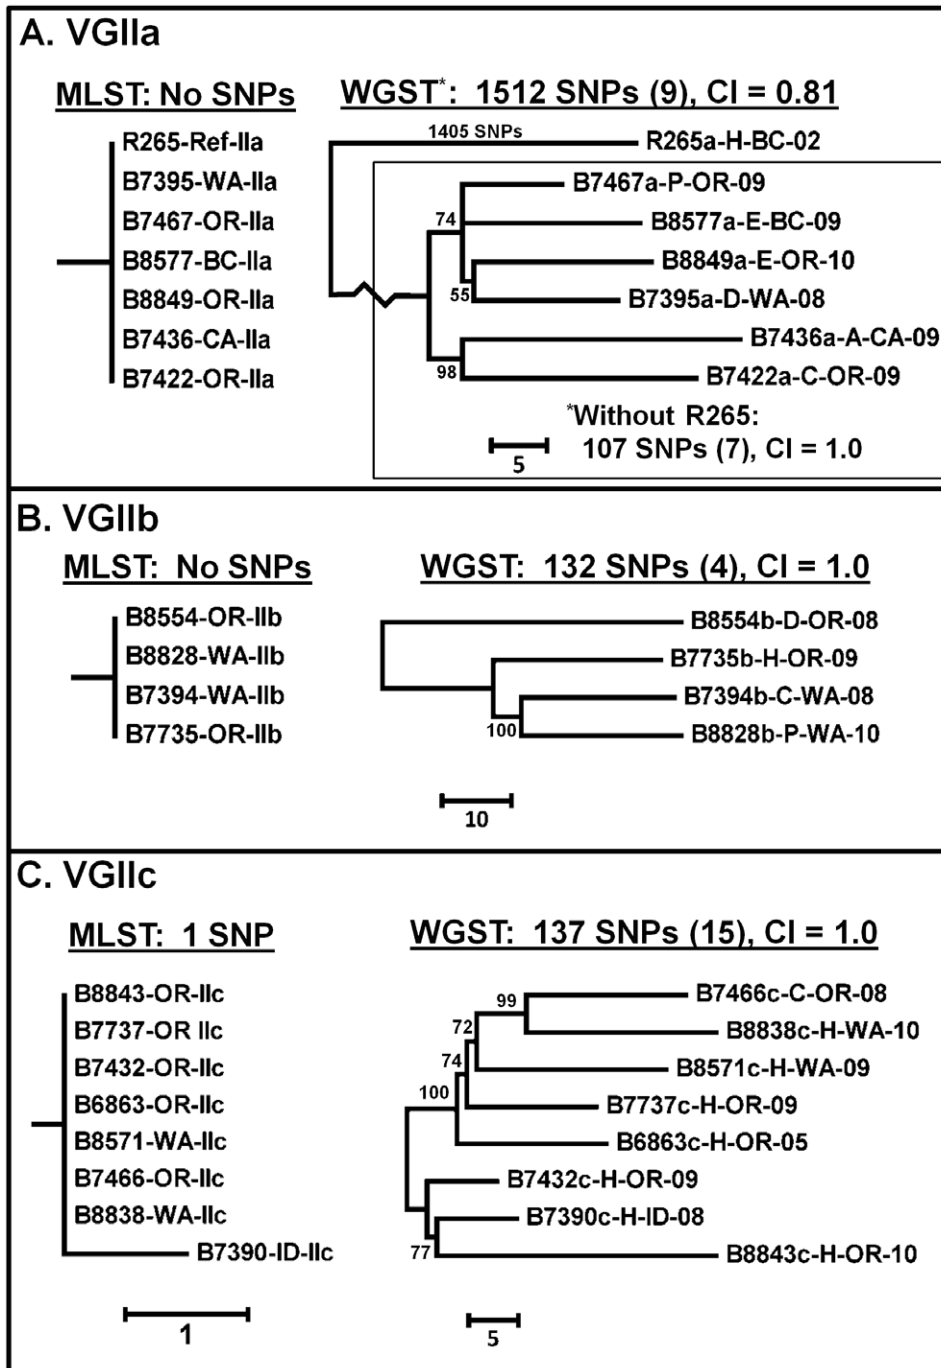 A. VGIIa
MLST: No SNPs
R265-Ref-IIa
B7395-WA-IIa
B7467-OR-IIa
B8577-BC-IIa
B8849-OR-IIa
B7436-CA-IIa
B7422-OR-IIa
WGST*: 1512 SNPs (9), CI = 0.81
1405 SNPs
R265a-H-BC-02
B7467a-P-OR-09
74
B8577a-E-BC-09
B8849a-E-OR-10
55
B7395a-D-WA-08
B7436a-A-CA-09
98
B7422a-C-OR-09
*Without R265:
107 SNPs (7), CI = 1.0
5
B. VGIIb
MLST: No SNPs
B8554-OR-IIb
B8828-WA-IIb
B7394-WA-IIb
B7735-OR-IIb
WGST: 132 SNPs (4), CI = 1.0
B8554b-D-OR-08
B7735b-H-OR-09
B7394b-C-WA-08
100
B8828b-P-WA-10
10
C. VGIIc
MLST: 1 SNP
B8843-OR-IIc
B7737-OR IIc
B7432-OR-IIc
B6863-OR-IIc
B8571-WA-IIc
B7466-OR-IIc
B8838-WA-IIc
B7390-ID-IIc
1
WGST: 137 SNPs (15), CI = 1.0
99
B7466c-C-OR-08
72
B8838c-H-WA-10
74
B8571c-H-WA-09
100
B7737c-H-OR-09
B6863c-H-OR-05
B7432c-H-OR-09
B7390c-H-ID-08
77
B8843c-H-OR-10
5